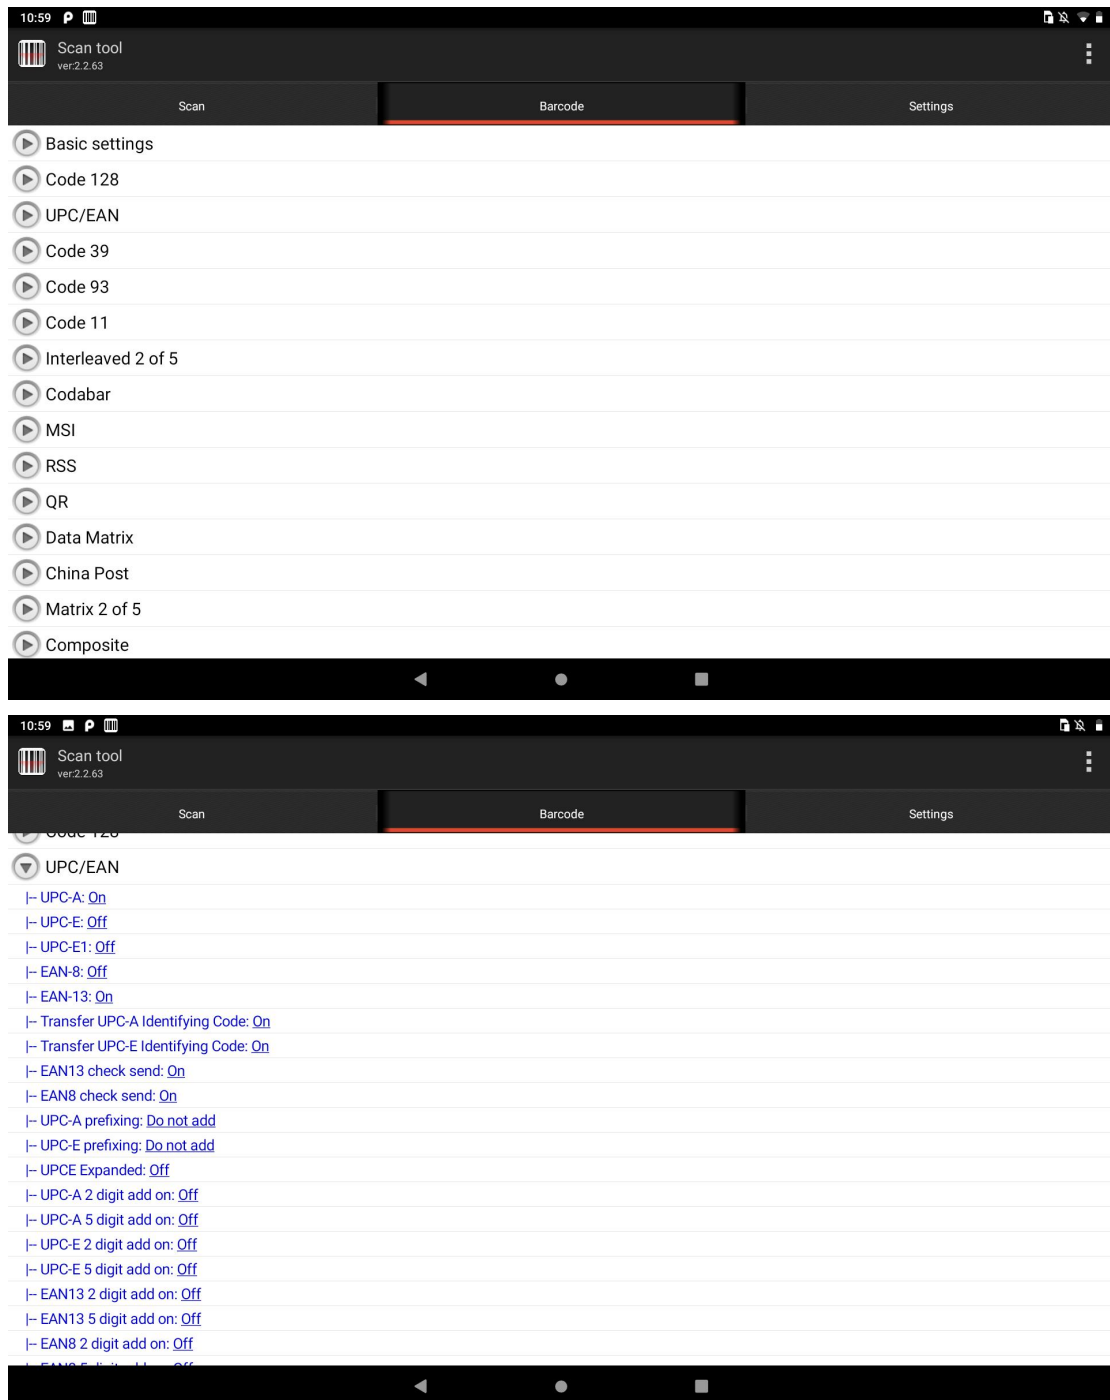 10:59
Scan tool
ver:2.2.63
Scan Barcode Settings
Basic settings
Code 128
UPC/EAN
Code 39
Code 93
Code 11
Interleaved 2 of 5
Codabar
MSI
RSS
QR
Data Matrix
China Post
Matrix 2 of 5
Composite
10:59
Scan tool
ver:2.2.63
Scan Barcode Settings
Code 128
UPC/EAN
|-- UPC-A: On
|-- UPC-E: Off
|-- UPC-E1: Off
|-- EAN-8: Off
|-- EAN-13: On
|-- Transfer UPC-A Identifying Code: On
|-- Transfer UPC-E Identifying Code: On
|-- EAN13 check send: On
|-- EAN8 check send: On
|-- UPC-A prefixing: Do not add
|-- UPC-E prefixing: Do not add
|-- UPCE Expanded: Off
|-- UPC-A 2 digit add on: Off
|-- UPC-A 5 digit add on: Off
|-- UPC-E 2 digit add on: Off
|-- UPC-E 5 digit add on: Off
|-- EAN13 2 digit add on: Off
|-- EAN13 5 digit add on: Off
|-- EAN8 2 digit add on: Off